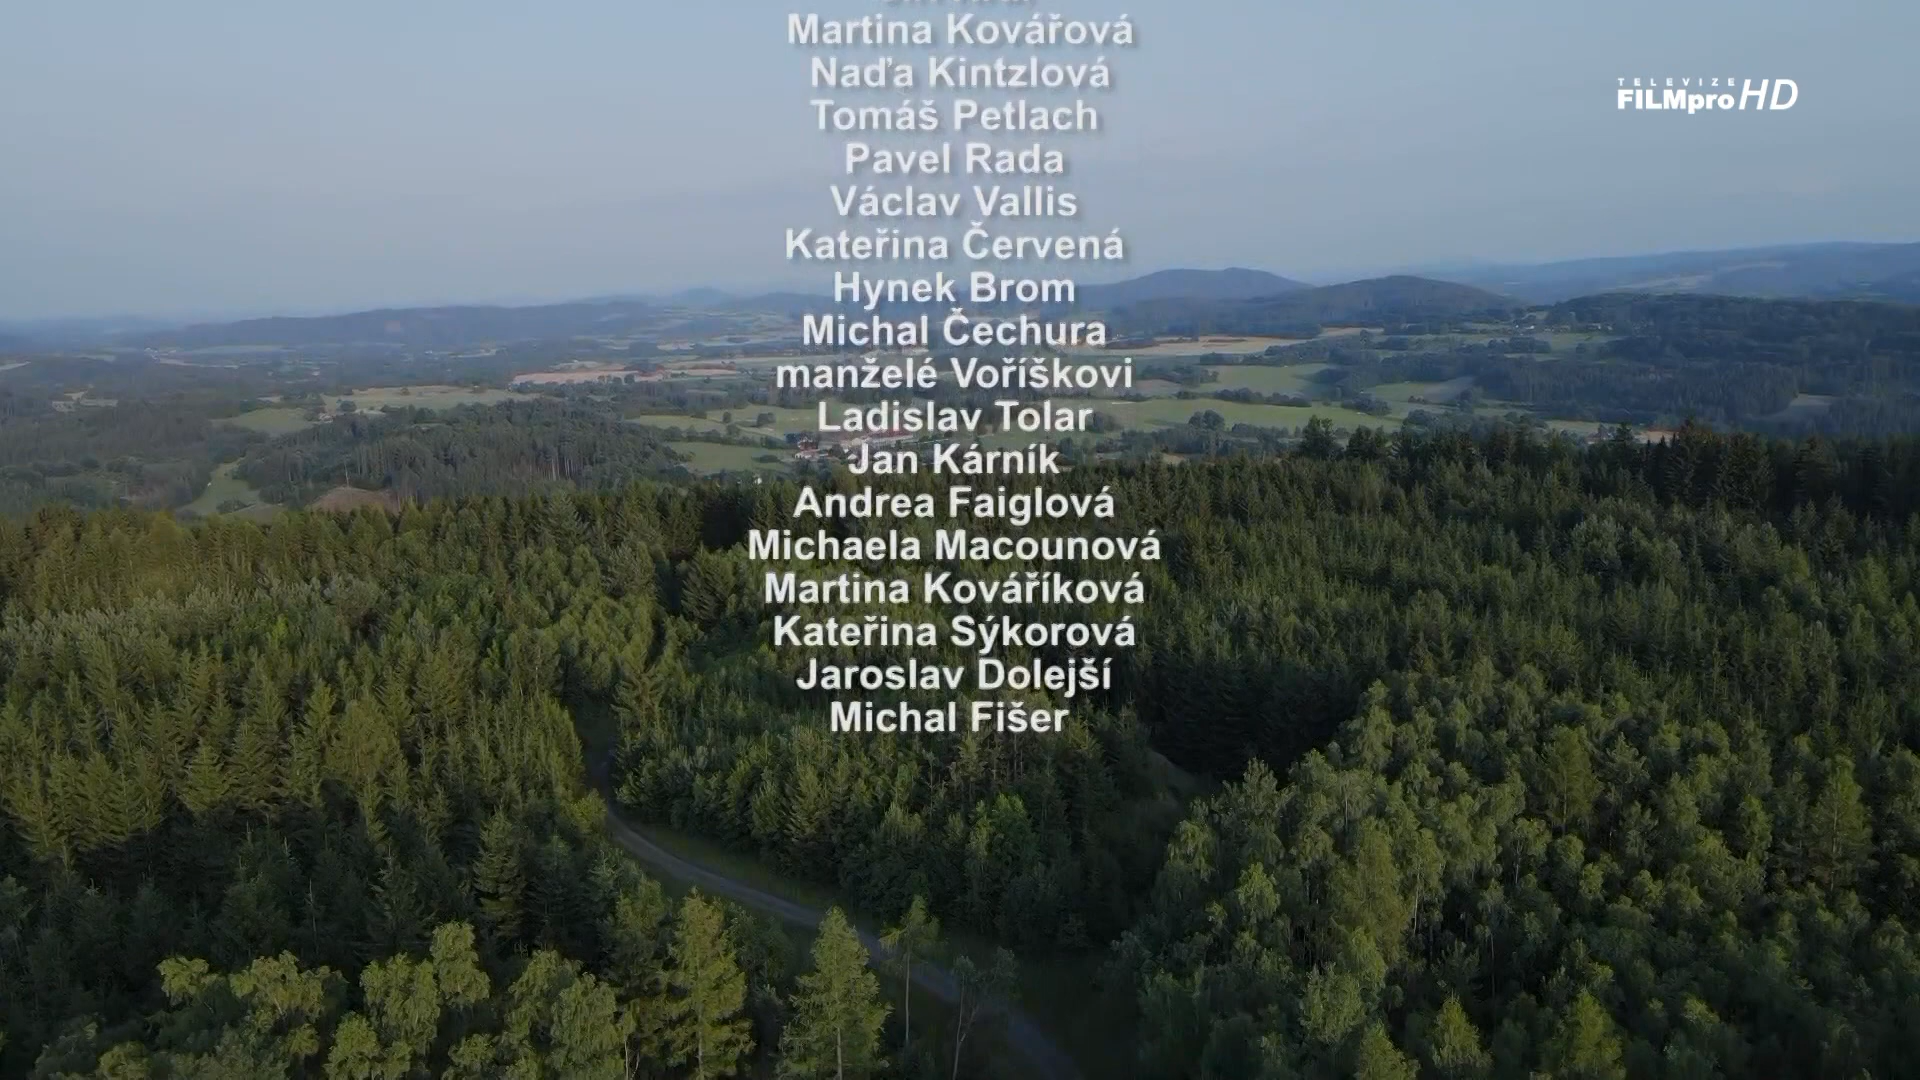 Martina Kovářová
Naďa Kintzlová
Tomáš Petlach
Pavel Rada
Václav Vallis
Kateřina Červená
Hynek Brom
Michal Čechura
manželé Voříškovi
Ladislav Tolar
Jan Kárník
Andrea Faiglová
Michaela Macounová
Martina Kováříková
Kateřina Sýkorová
Jaroslav Dolejší
Michal Fišer
TELEVIZE
FILMpro HD